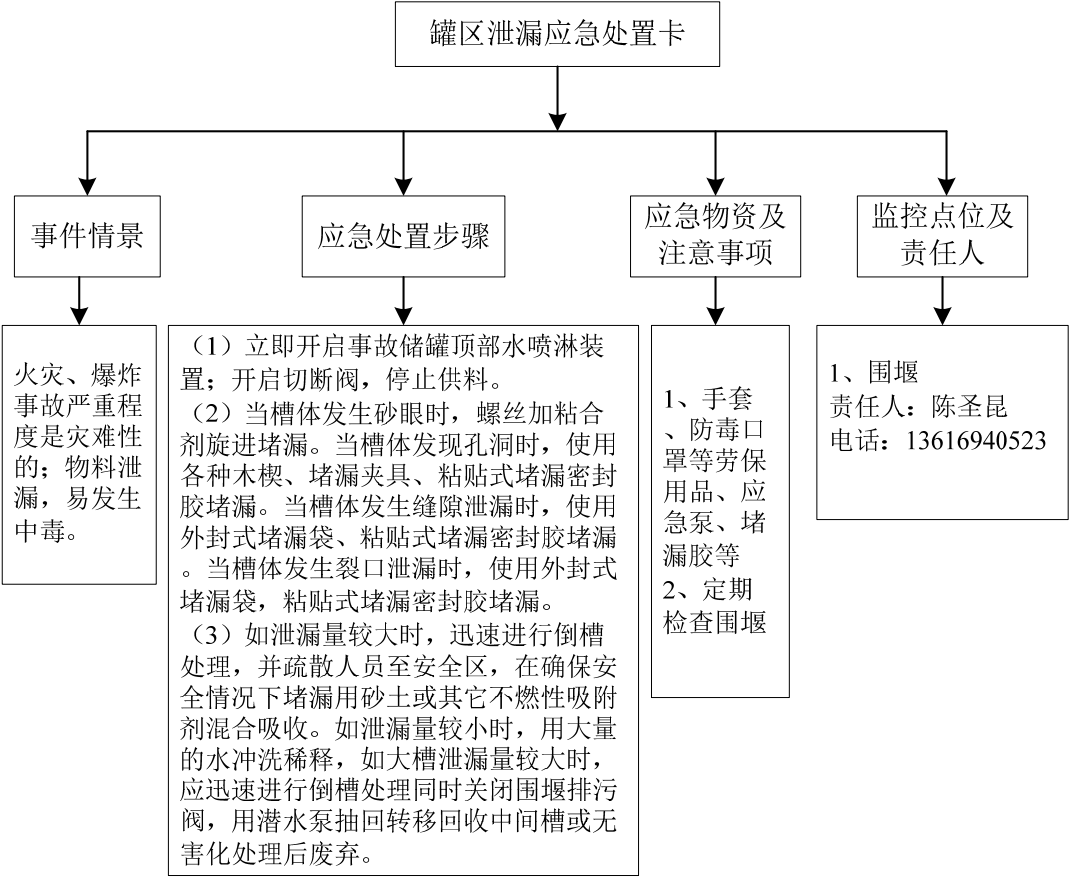 罐区泄漏应急处置卡
事件情景
应急处置步骤
应急物资及
注意事项
监控点位及
责任人
火灾、爆炸
事故严重程
度是灾难性
的；物料泄
漏，易发生
中毒。
（1）立即开启事故储罐顶部水喷淋装
置；开启切断阀，停止供料。
（2）当槽体发生砂眼时，螺丝加粘合
剂旋进堵漏。当槽体发现孔洞时，使用
各种木楔、堵漏夹具、粘贴式堵漏密封
胶堵漏。当槽体发生缝隙泄漏时，使用
外封式堵漏袋、粘贴式堵漏密封胶堵漏
。当槽体发生裂口泄漏时，使用外封式
堵漏袋，粘贴式堵漏密封胶堵漏。
（3）如泄漏量较大时，迅速进行倒槽
处理，并疏散人员至安全区，在确保安
全情况下堵漏用砂土或其它不燃性吸附
剂混合吸收。如泄漏量较小时，用大量
的水冲洗稀释，如大槽泄漏量较大时，
应迅速进行倒槽处理同时关闭围堰排污
阀，用潜水泵抽回转移回收中间槽或无
害化处理后废弃。
1、手套
、防毒口
罩等劳保
用品、应
急泵、堵
漏胶等
2、定期
检查围堰
1、围堰
责任人：陈圣昆
电话：13616940523